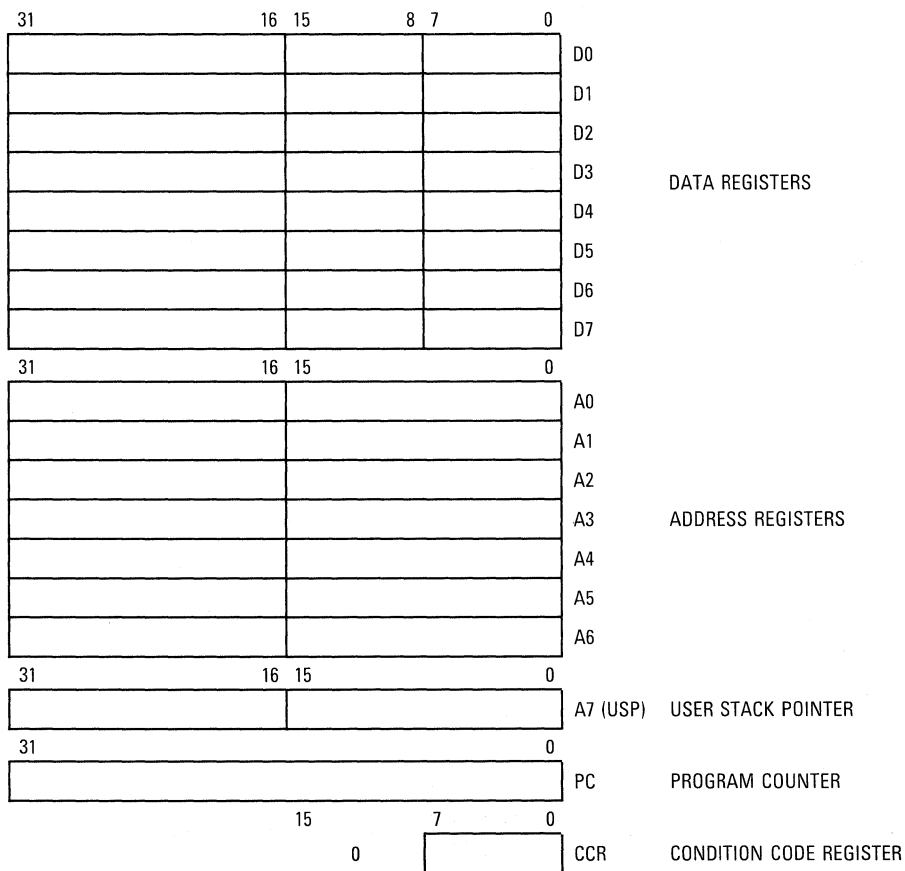 31 16 15 8 7 0
D0
D1
D2
D3 DATA REGISTERS
D4
D5
D6
D7
31 16 15 0
A0
A1
A2
A3 ADDRESS REGISTERS
A4
A5
A6
31 16 15 0
A7 (USP) USER STACK POINTER
31 0
PC PROGRAM COUNTER
15 7 0
0 CCR CONDITION CODE REGISTER